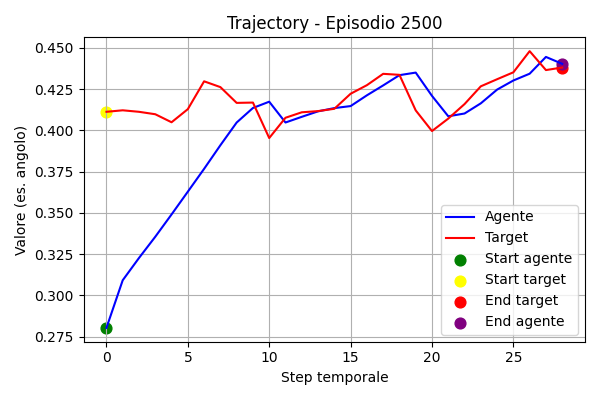 Trajectory - Episodio 2500
Valore (es. angolo)
0.450
0.425
0.400
0.375
0.350
0.325
0.300
0.275
Agente
Target
Start agente
Start target
End target
End agente
0 5 10 15 20 25
Step temporale